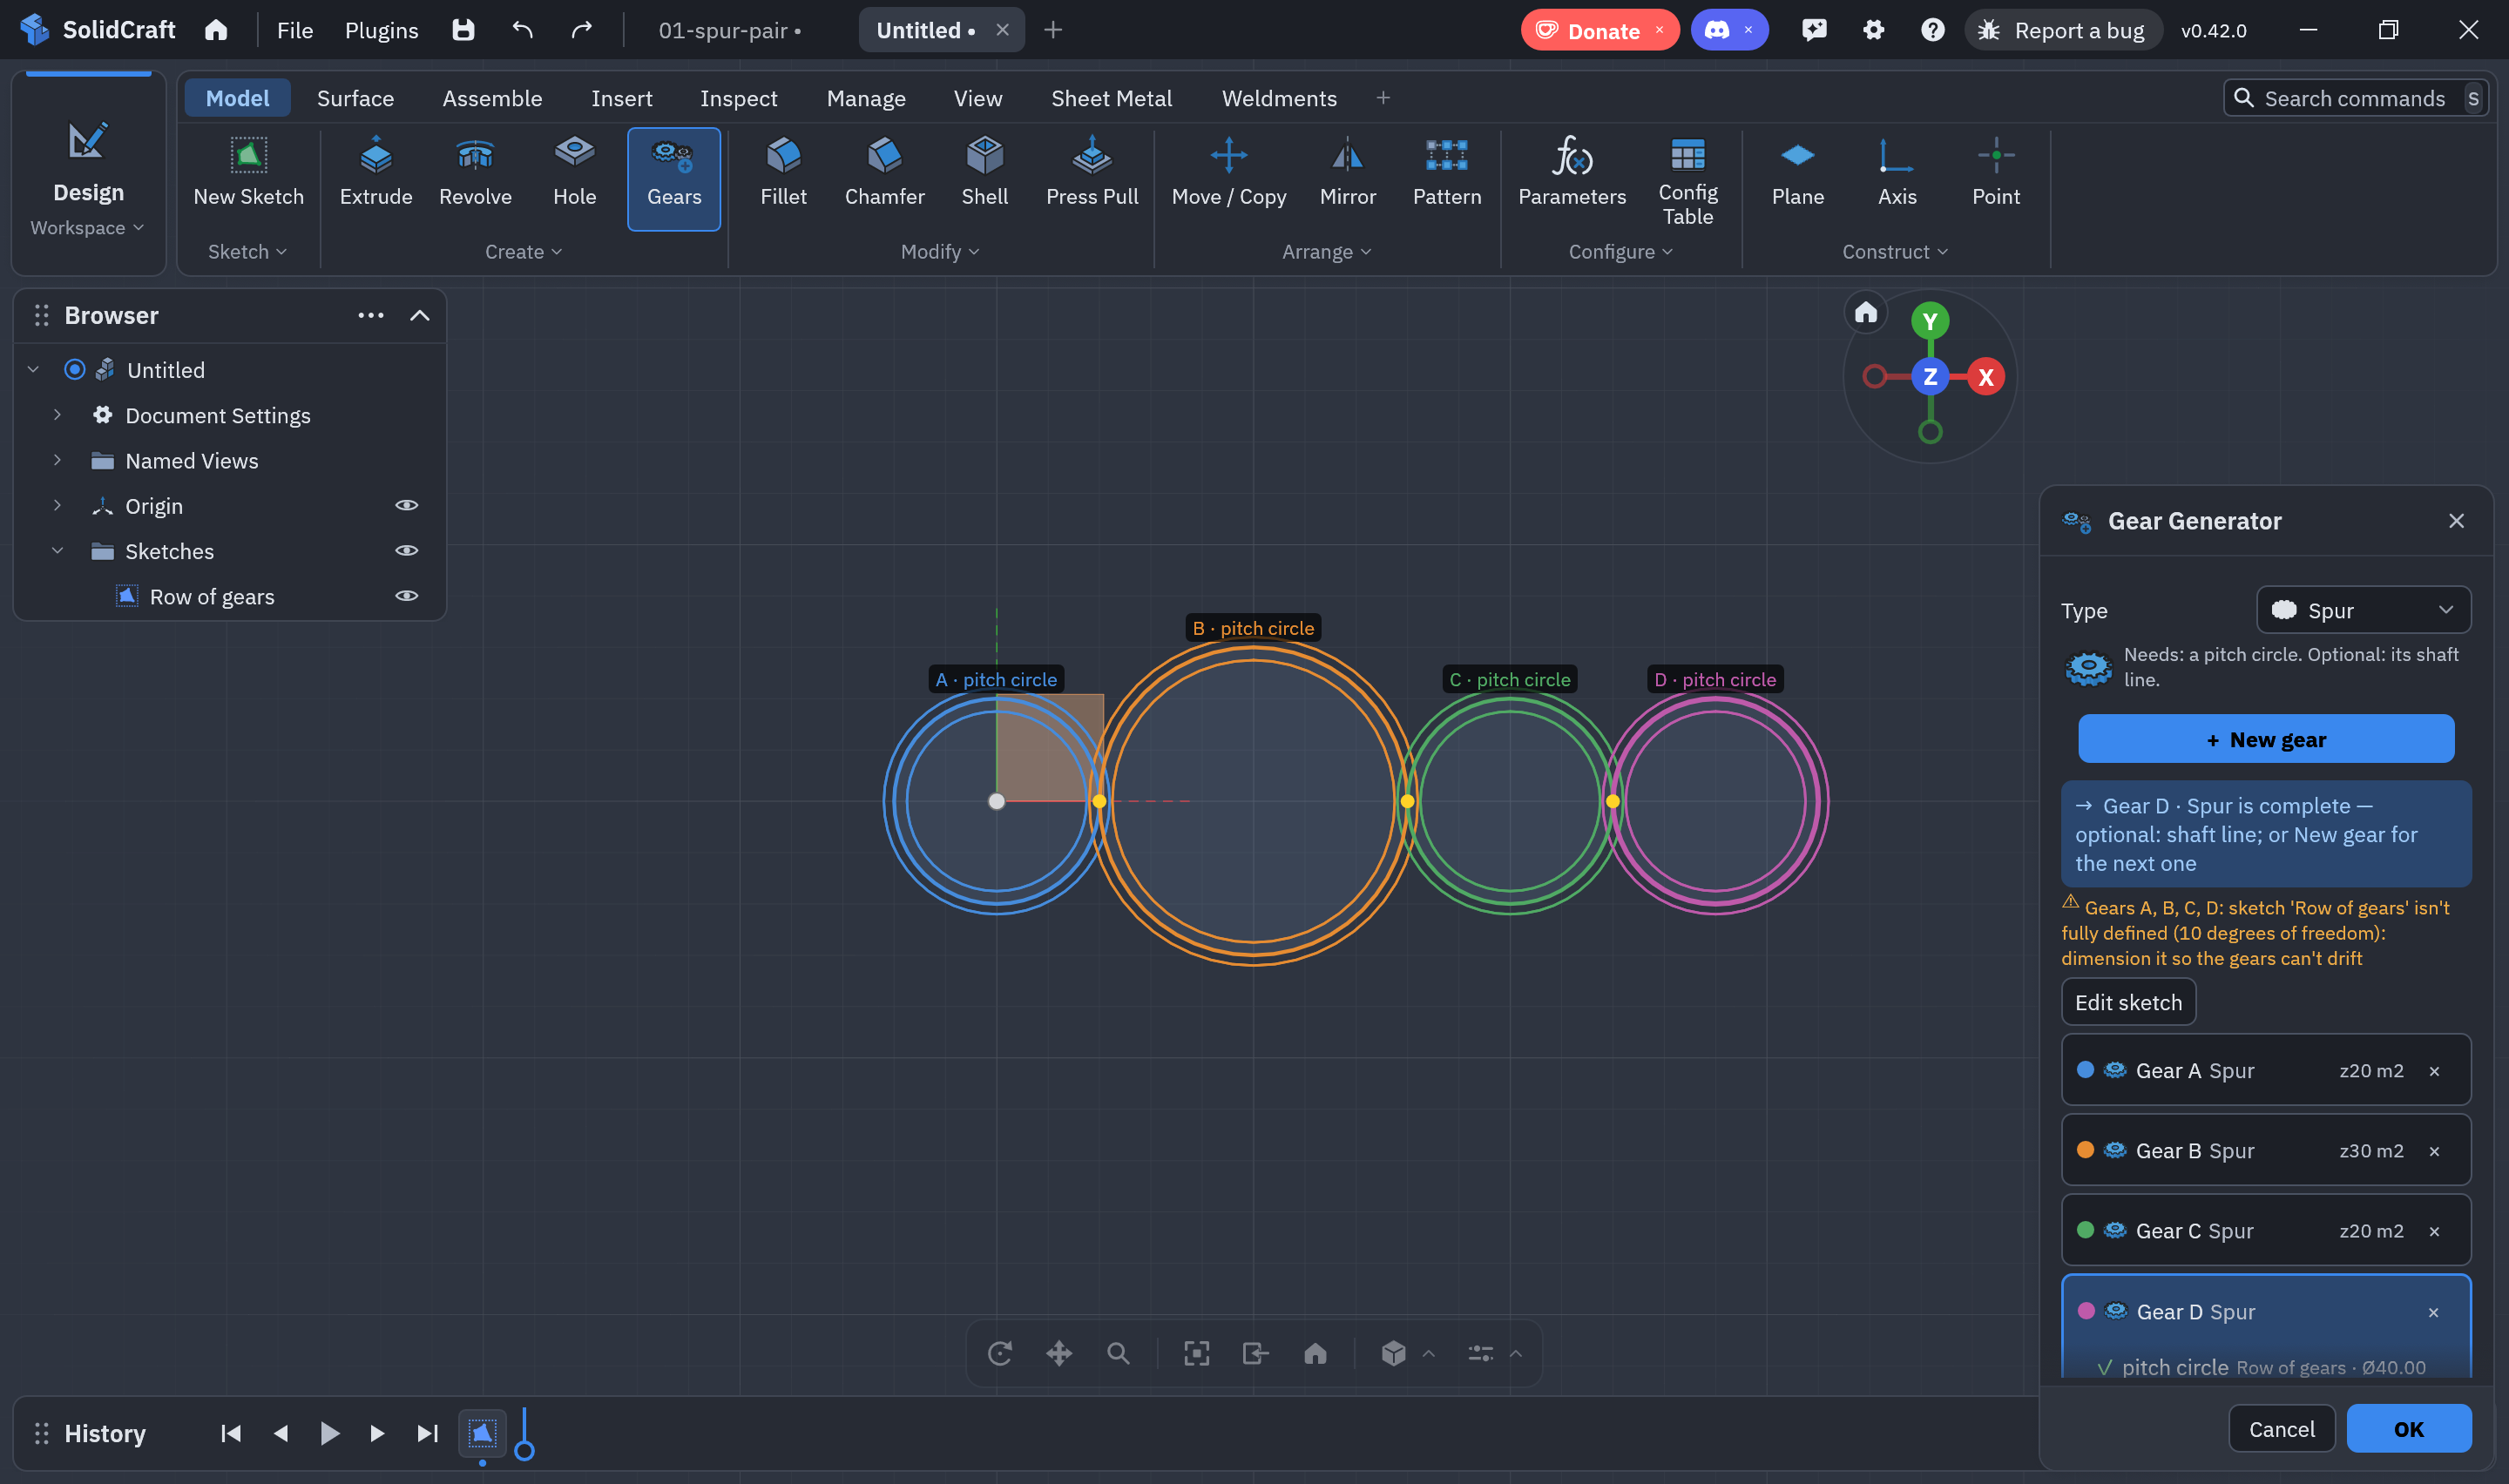 SolidCraft
File
Plugins
01-spur-pair •
Untitled •
Donate
Report a bug
v0.42.0
Design
Workspace
Model
Surface
Assemble
Insert
Inspect
Manage
View
Sheet Metal
Weldments
Search commands
S
New Sketch
Extrude
Revolve
Hole
Gears
Fillet
Chamfer
Shell
Press Pull
Move / Copy
Mirror
Pattern
Parameters
Config
Table
Plane
Axis
Point
Sketch
Create
Modify
Arrange
Configure
Construct
Browser
Untitled
Document Settings
Named Views
Origin
Sketches
Row of gears
Y
Z
X
A · pitch circle
B · pitch circle
C · pitch circle
D · pitch circle
Gear Generator
Type
Spur
Needs: a pitch circle. Optional: its shaft
line.
+ New gear
→ Gear D · Spur is complete —
optional: shaft line; or New gear for
the next one
⚠ Gears A, B, C, D: sketch 'Row of gears' isn't
fully defined (10 degrees of freedom):
dimension it so the gears can't drift
Edit sketch
Gear A Spur z20 m2 ×
Gear B Spur z30 m2 ×
Gear C Spur z20 m2 ×
Gear D Spur ×
✓ pitch circle Row of gears · Ø40.00
Cancel
OK
History